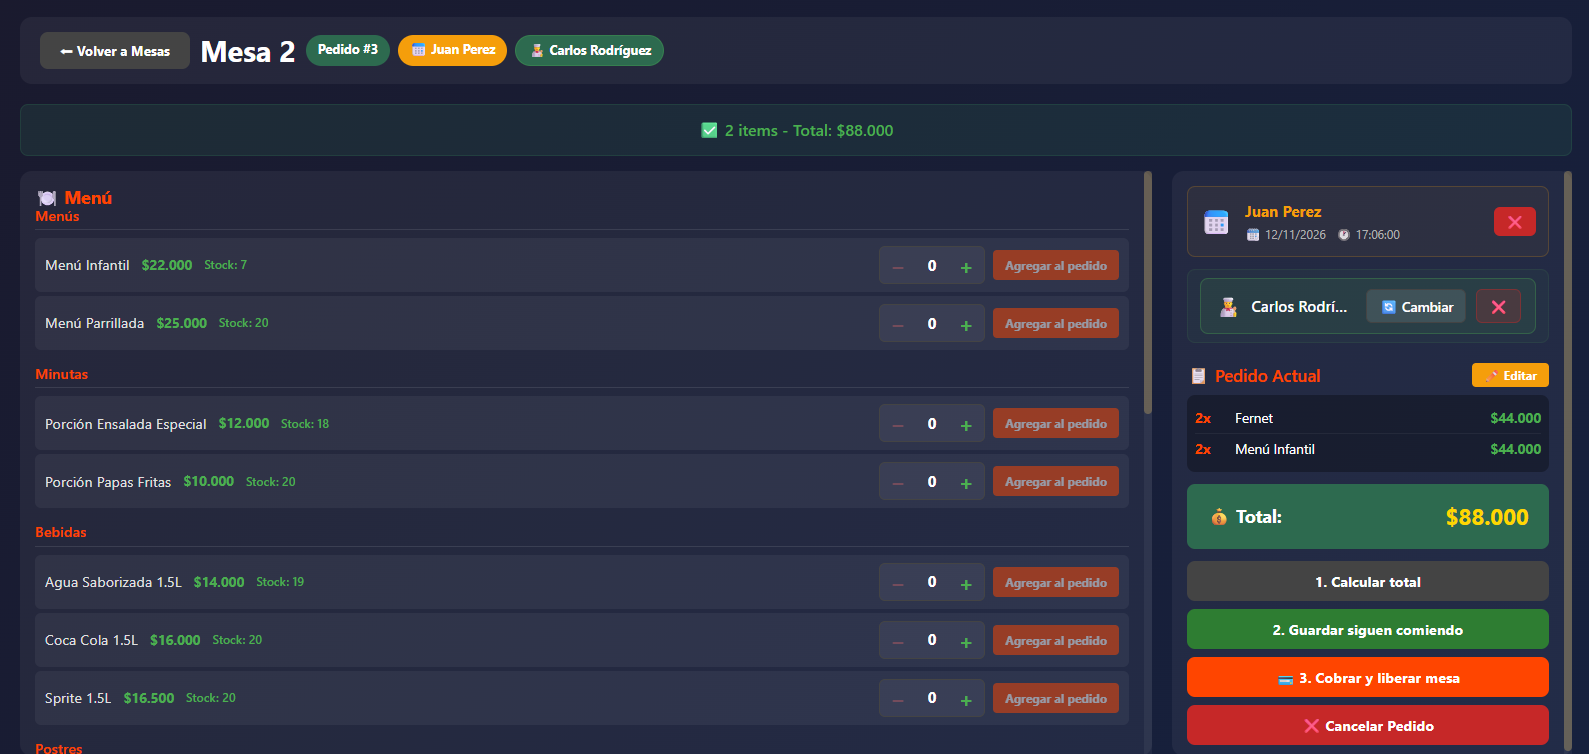 ← Volver a Mesas
Mesa 2
Pedido #3
Juan Perez
Carlos Rodríguez
2 items - Total: $88.000
Menú
Menús
Menú Infantil $22.000 Stock: 7
− 0 + Agregar al pedido
Menú Parrillada $25.000 Stock: 20
− 0 + Agregar al pedido
Minutas
Porción Ensalada Especial $12.000 Stock: 18
− 0 + Agregar al pedido
Porción Papas Fritas $10.000 Stock: 20
− 0 + Agregar al pedido
Bebidas
Agua Saborizada 1.5L $14.000 Stock: 19
− 0 + Agregar al pedido
Coca Cola 1.5L $16.000 Stock: 20
− 0 + Agregar al pedido
Sprite 1.5L $16.500 Stock: 20
− 0 + Agregar al pedido
Postres
Juan Perez
12/11/2026 17:06:00
Carlos Rodrí...
Cambiar
Pedido Actual
Editar
2x Fernet $44.000
2x Menú Infantil $44.000
Total: $88.000
1. Calcular total
2. Guardar siguen comiendo
3. Cobrar y liberar mesa
Cancelar Pedido